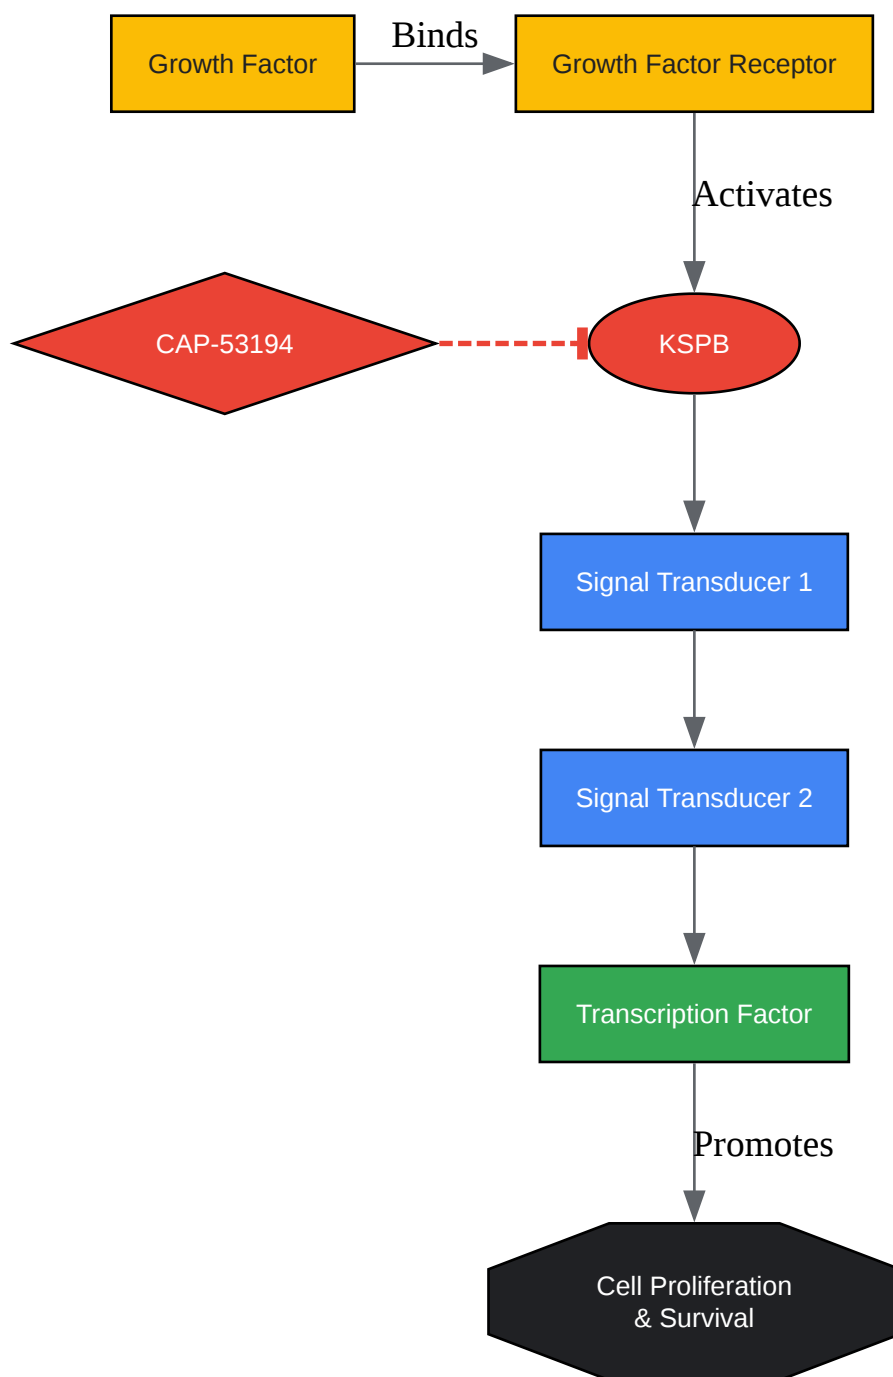 Growth Factor
Binds
Growth Factor Receptor
Activates
CAP-53194
KSPB
Signal Transducer 1
Signal Transducer 2
Transcription Factor
Promotes
Cell Proliferation
& Survival